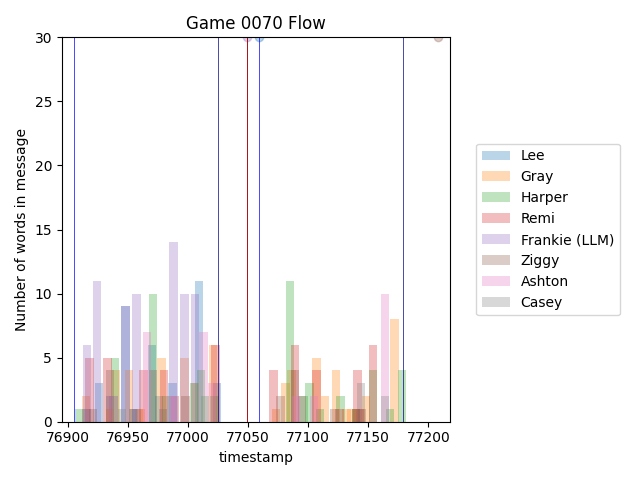 Game 0070 Flow
Number of words in message
30
25
20
15
10
5
0
76900 76950 77000 77050 77100 77150 77200
timestamp
Lee
Gray
Harper
Remi
Frankie (LLM)
Ziggy
Ashton
Casey